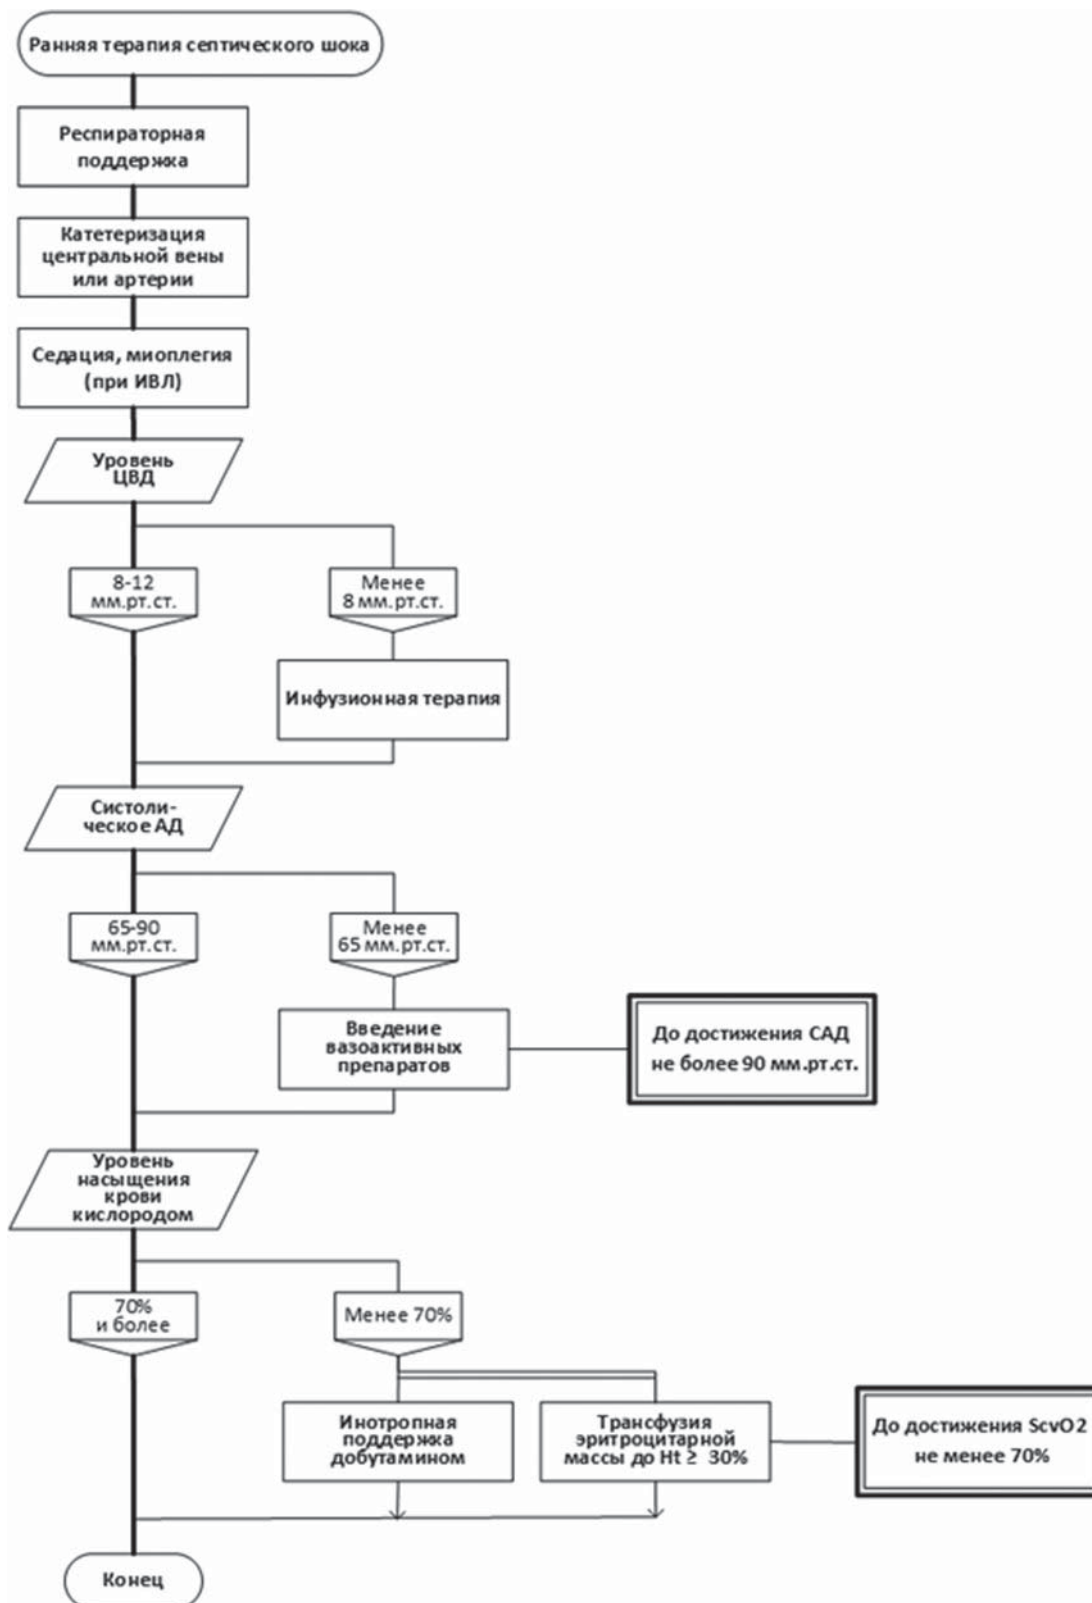 Ранняя терапия септического шока
Респираторная
поддержка
Катетеризация
центральной вены
или артерии
Седация, миоплегия
(при ИВЛ)
Уровень
ЦВД
8-12
мм.рт.ст.
Менее
8 мм.рт.ст.
Инфузионная терапия
Систоли-
ческое АД
65-90
мм.рт.ст.
Менее
65 мм.рт.ст.
Введение
вазоактивных
препаратов
До достижения САД
не более 90 мм.рт.ст.
Уровень
насыщения
крови
кислородом
70%
и более
Менее 70%
Инотропная
поддержка
добутамином
Трансфузия
эритроцитарной
массы до Ht ≥ 30%
До достижения ScvO2
не менее 70%
Конец